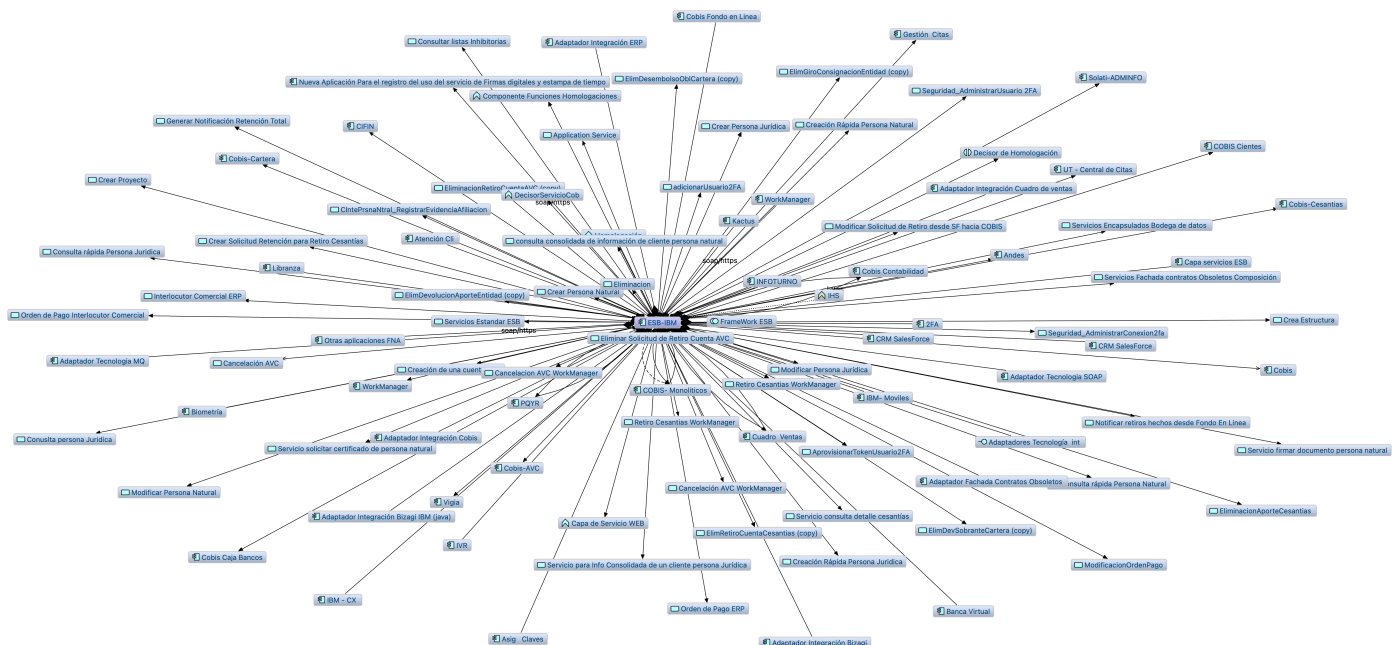 Cobis Fondo en Linea
Gestión Citas
Consultar listas Inhibitorias
Adaptador Integración ERP
ElimGiroConsignacionEntidad (copy)
Solati-ADMINFO
Nueva Aplicación Para el registro del uso del servicio de Firmas digitales y estampa de tiempo
ElimDesembolsoOblCartera (copy)
Seguridad_AdministrarUsuario 2FA
Componente Funciones Homologaciones
Generar Notificación Retención Total
CIFIN
Application Service
Crear Persona Jurídica
Creación Rápida Persona Natural
Cobis-Cartera
Decisor de Homologación
COBIS Cientes
UT - Central de Citas
Crear Proyecto
EliminacionRetiroCuentaAVC (copy)
DecisorServicioCob
soap/https
adicionarUsuario2FA
WorkManager
Adaptador Integración Cuadro de ventas
Cobis-Cesantias
ClntePrsnaNtral_RegistrarEvidenciaAfiliacion
Kactus
Modificar Solicitud de Retiro desde SF hacia COBIS
Servicios Encapsulados Bodega de datos
Crear Solicitud Retención para Retiro Cesantías
Atención Cli
consulta consolidada de información de cliente persona natural
Consulta rápida Persona Juridica
soap/https
Andes
Capa servicios ESB
Libranza
Cobis Contabilidad
Servicios Fachada contratos Obsoletos Composición
Eliminacion
INFOTURNO
Interlocutor Comercial ERP
ElimDevolucionAporteEntidad (copy)
Crear Persona Natural
IHS
Orden de Pago Interlocutor Comercial
Servicios Estandar ESB
ESB-IBM
FrameWork ESB
2FA
Crea Estructura
soap/https
Seguridad_AdministrarConexion2fa
Otras aplicaciones FNA
Eliminar Solicitud de Retiro Cuenta AVC
CRM SalesForce
CRM SalesForce
Adaptador Tecnologia MQ
Cancelación AVC
Creación de una cuent
Cancelacion AVC WorkManager
Modificar Persona Jurídica
Cobis
WorkManager
COBIS- Monolíticos
Retiro Cesantias WorkManager
Adaptador Tecnologia SOAP
Biometría
PQYR
IBM- Moviles
Retiro Cesantias WorkManager
Notificar retiros hechos desde Fondo En Linea
Conuslta persona Juridica
Adaptador Integración Cobis
Cuadro Ventas
Adaptadores Tecnología int
Servicio solicitar certificado de persona natural
AprovisionarTokenUsuario2FA
Servicio firmar documento persona natural
Cobis-AVC
Adaptador Fachada Contratos Obsoletos
onsulta rápida Persona Natural
Modificar Persona Natural
Cancelación AVC WorkManager
Vigia
EliminacionAporteCesantias
Adaptador Integración Bizagi IBM (java)
Capa de Servicio WEB
Servicio consulta detalle cesantías
ElimRetiroCuentaCesantias (copy)
ElimDevSobranteCartera (copy)
IVR
Cobis Caja Bancos
Servicio para Info Consolidada de un cliente persona Jurídica
Creación Rápida Persona Juridica
ModificacionOrdenPago
IBM - CX
Orden de Pago ERP
Banca Virtual
Asig Claves
Adaptador Integración Bizagi